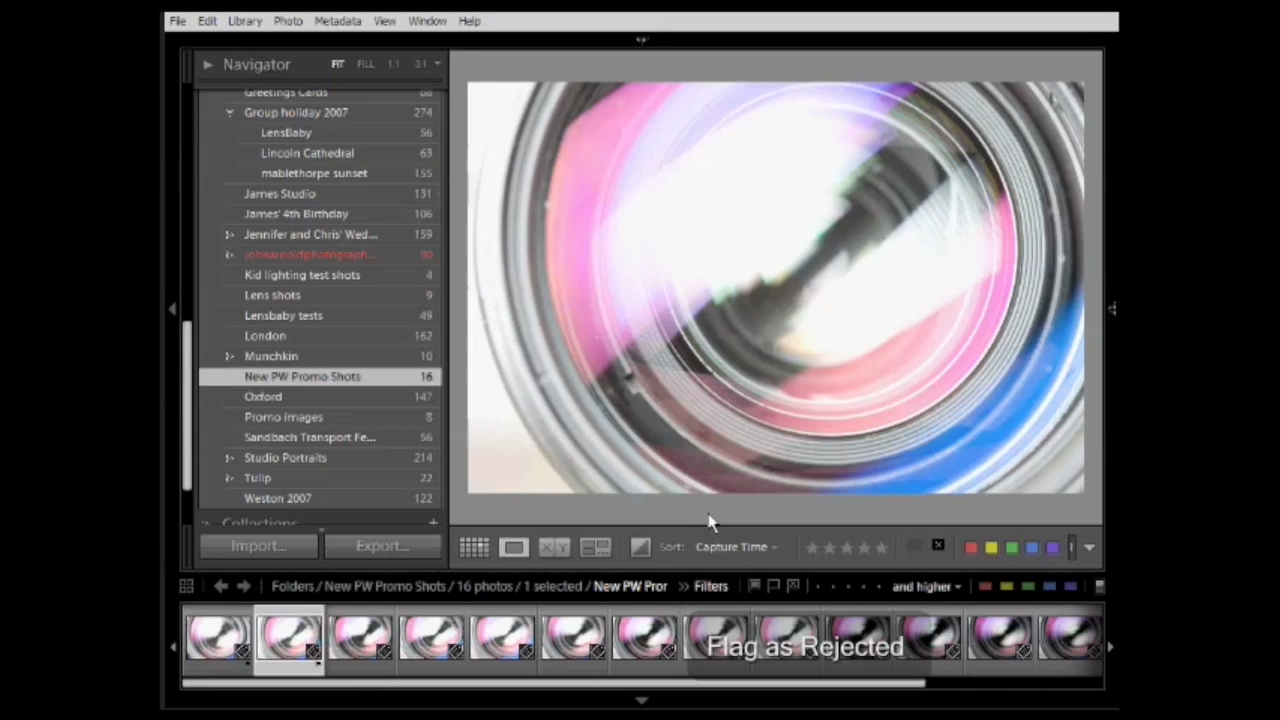 File Edit Library Photo Metadata View Window Help
Navigator FIT FILL 1:1 3:1
Greetings Cards 88
Group holiday 2007 274
LensBaby 56
Lincoln Cathedral 63
mablethorpe sunset 155
James Studio 131
James' 4th Birthday 106
Jennifer and Chris' Wed... 159
johnarnoldphotograph... 90
Kid lighting test shots 4
Lens shots 9
Lensbaby tests 49
London 162
Munchkin 10
New PW Promo Shots 16
Oxford 147
Promo images 8
Sandbach Transport Fe... 56
Studio Portraits 214
Tulip 22
Weston 2007 122
Collections +
Import... Export... X Y Sort: Capture Time
Folders / New PW Promo Shots / 16 photos / 1 selected / New PW Pror >> Filters and higher
Flag as Rejected